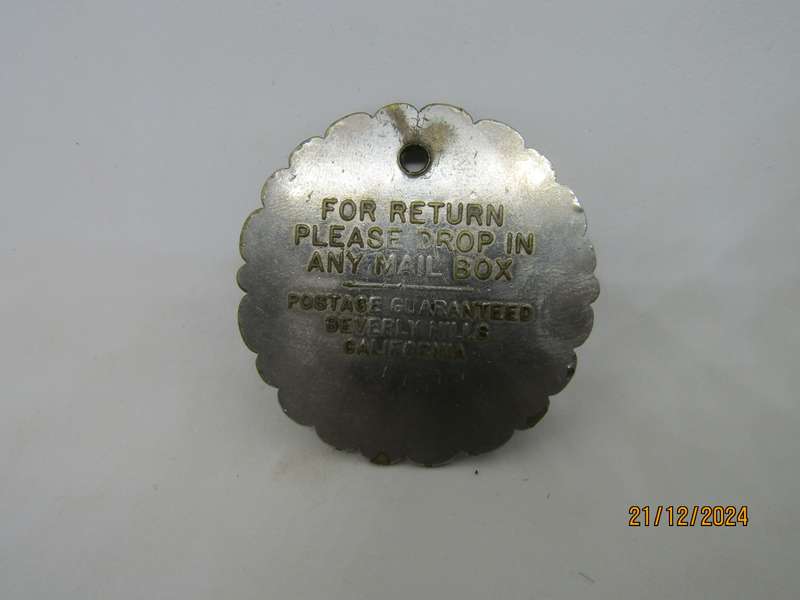 FOR RETURN
PLEASE DROP IN
ANY MAIL BOX
POSTAGE GUARANTEED
BEVERLY HILLS
CALIFORNIA
21/12/2024